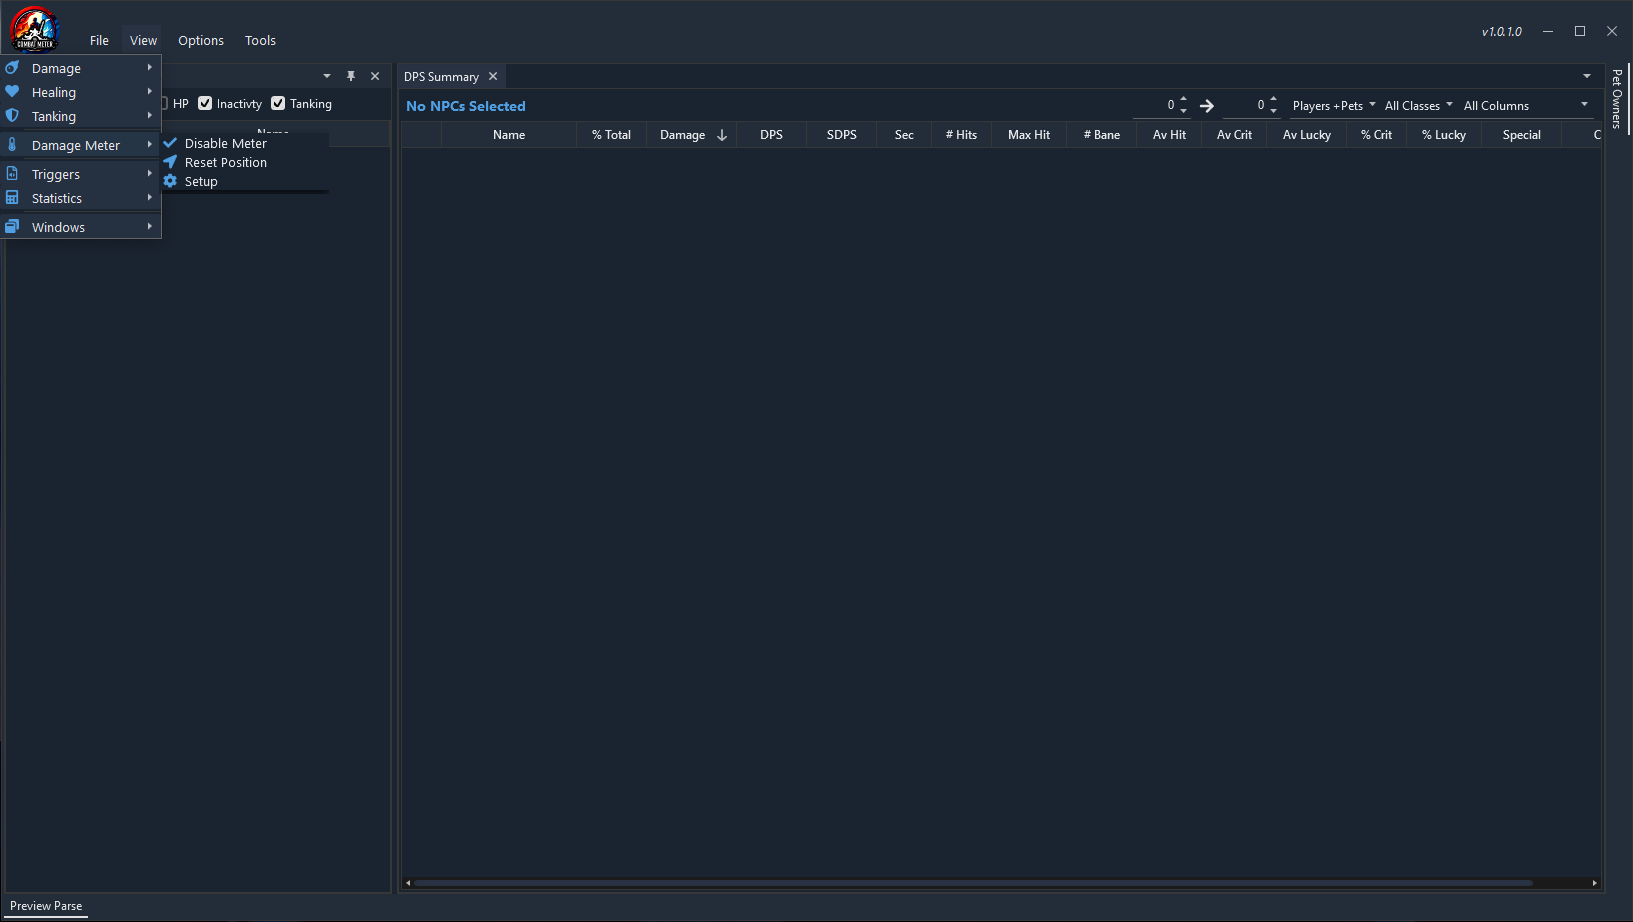 COMBAT METER
File View Options Tools
v1.0.1.0
Damage
Healing
Tanking
Damage Meter
Triggers
Statistics
Windows
Disable Meter
Reset Position
Setup
HP Inactivty Tanking
DPS Summary
No NPCs Selected
0 0 Players +Pets All Classes All Columns
Name % Total Damage DPS SDPS Sec # Hits Max Hit # Bane Av Hit Av Crit Av Lucky % Crit % Lucky Special C
Pet Owners
Preview Parse